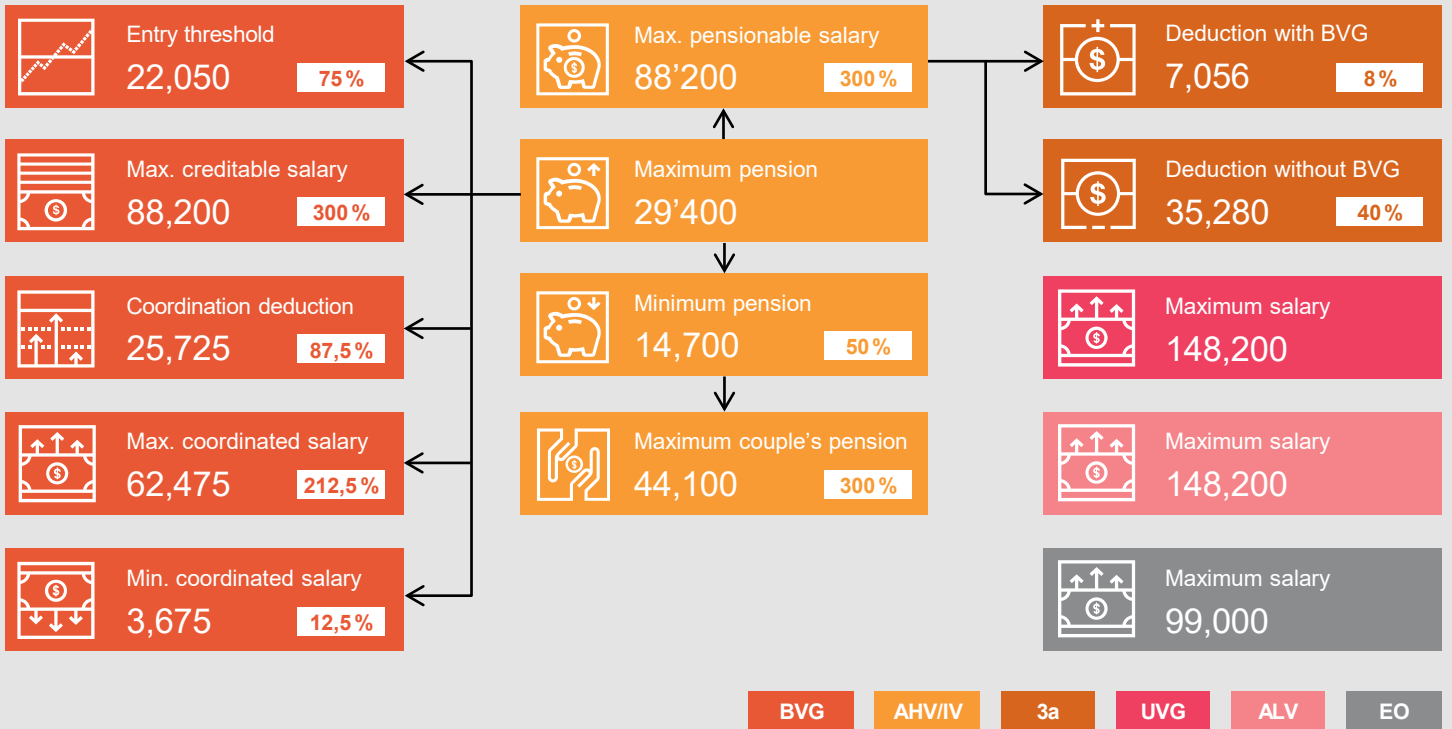 Entry threshold
22,050
75 %
Max. creditable salary
88,200
300 %
Coordination deduction
25,725
87,5 %
Max. coordinated salary
62,475
212,5 %
Min. coordinated salary
3,675
12,5 %
Max. pensionable salary
88'200
300 %
Maximum pension
29'400
Minimum pension
14,700
50 %
Maximum couple's pension
44,100
300 %
Deduction with BVG
7,056
8 %
Deduction without BVG
35,280
40 %
Maximum salary
148,200
Maximum salary
148,200
Maximum salary
99,000
BVG
AHV/IV
3a
UVG
ALV
EO